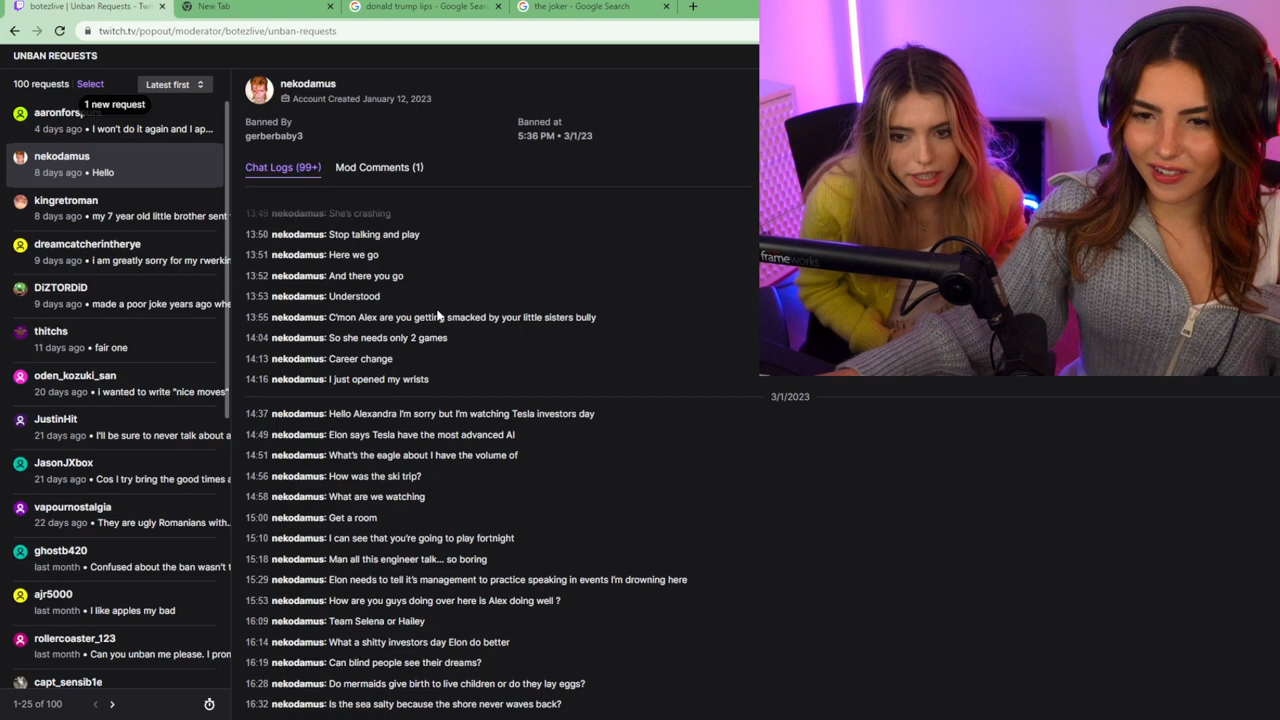 botezlive | Unban Requests - Twitc
New Tab
donald trump lips - Google Sear
the joker - Google Search
twitch.tv/popout/moderator/botezlive/unban-requests
UNBAN REQUESTS
100 requests Select Latest first
1 new request
4 days ago • I won't do it again and I ap...
nekodamus
8 days ago • Hello
kingretroman
8 days ago • my 7 year old little brother sent
dreamcatcherintherye
9 days ago • i am greatly sorry for my rwerkin
DiZTORDiD
9 days ago • made a poor joke years ago whe
thitchs
11 days ago • fair one
oden_kozuki_san
20 days ago • i wanted to write "nice moves"
JustinHit
21 days ago • I'll be sure to never talk about a
JasonJXbox
21 days ago • Cos I try bring the good times a
vapournostalgia
22 days ago • They are ugly Romanians with...
ghostb420
last month • Confused about the ban wasn't t
ajr5000
last month • I like apples my bad
rollercoaster_123
last month • Can you unban me please. I pron
capt_sensib1e
1-25 of 100
nekodamus
Account Created January 12, 2023
Banned By
gerberbaby3
Banned at
5:36 PM • 3/1/23
Chat Logs (99+) Mod Comments (1)
13:49 nekodamus: She's crashing
13:50 nekodamus: Stop talking and play
13:51 nekodamus: Here we go
13:52 nekodamus: And there you go
13:53 nekodamus: Understood
13:55 nekodamus: C'mon Alex are you getting smacked by your little sisters bully
14:04 nekodamus: So she needs only 2 games
14:13 nekodamus: Career change
14:16 nekodamus: I just opened my wrists
3/1/2023
14:37 nekodamus: Hello Alexandra I'm sorry but I'm watching Tesla investors day
14:49 nekodamus: Elon says Tesla have the most advanced AI
14:51 nekodamus: What's the eagle about I have the volume of
14:56 nekodamus: How was the ski trip?
14:58 nekodamus: What are we watching
15:00 nekodamus: Get a room
15:10 nekodamus: I can see that you're going to play fortnight
15:18 nekodamus: Man all this engineer talk... so boring
15:29 nekodamus: Elon needs to tell it's management to practice speaking in events I'm drowning here
15:53 nekodamus: How are you guys doing over here is Alex doing well ?
16:09 nekodamus: Team Selena or Hailey
16:14 nekodamus: What a shitty investors day Elon do better
16:19 nekodamus: Can blind people see their dreams?
16:28 nekodamus: Do mermaids give birth to live children or do they lay eggs?
16:32 nekodamus: Is the sea salty because the shore never waves back?
frameworks